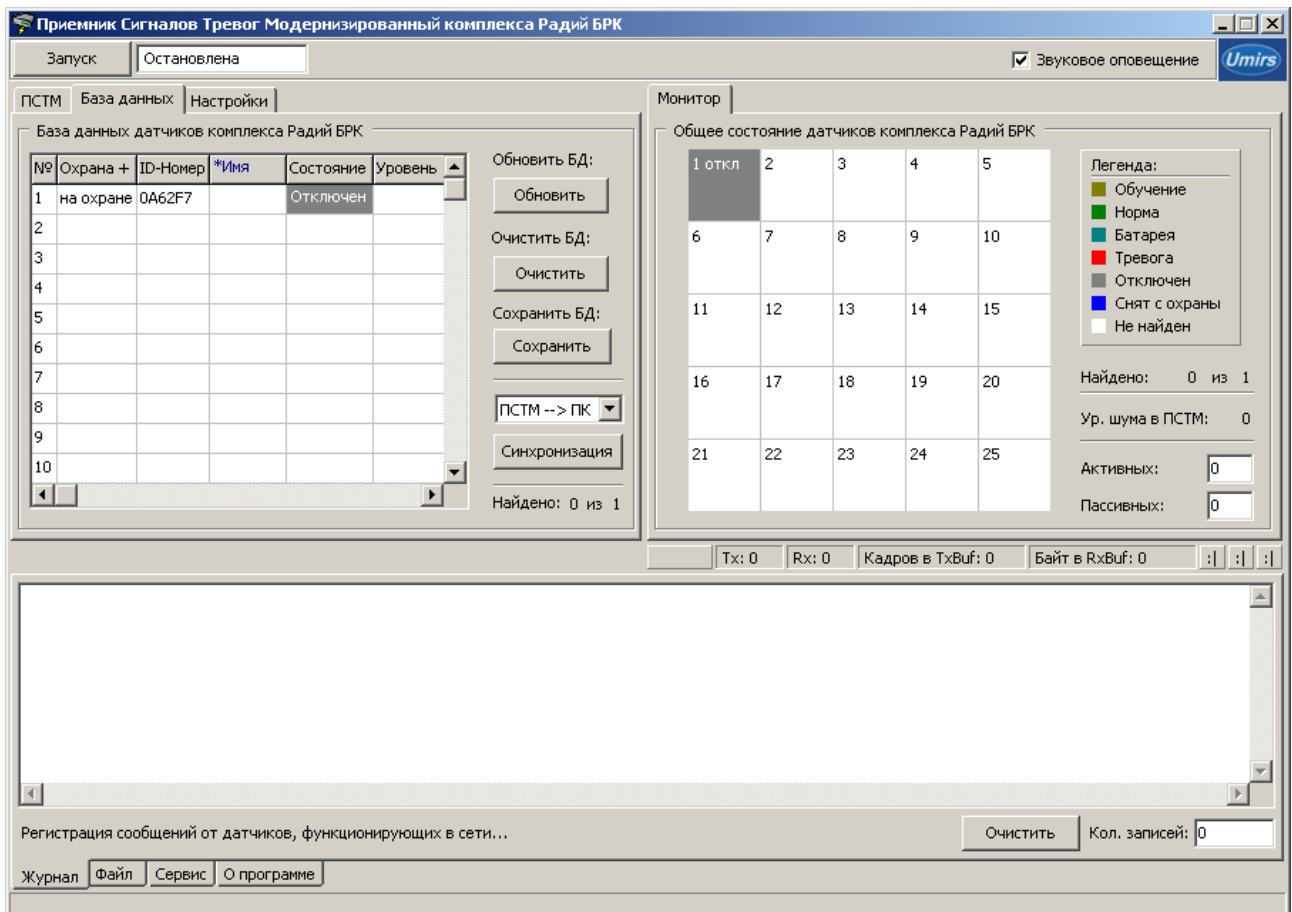 Приемник Сигналов Тревог Модернизированный комплекса Радий БРК
Запуск
Остановлена
Звуковое оповещение
Umirs
ПСТМ
База данных
Настройки
База данных датчиков комплекса Радий БРК
№ Охрана + ID-Номер *Имя Состояние Уровень
1 на охране 0A62F7 Отключен
2
3
4
5
6
7
8
9
10
Обновить БД:
Обновить
Очистить БД:
Очистить
Сохранить БД:
Сохранить
ПСТМ --> ПК
Синхронизация
Найдено: 0 из 1
Монитор
Общее состояние датчиков комплекса Радий БРК
1 откл 2 3 4 5
6 7 8 9 10
11 12 13 14 15
16 17 18 19 20
21 22 23 24 25
Легенда:
Обучение
Норма
Батарея
Тревога
Отключен
Снят с охраны
Не найден
Найдено: 0 из 1
Ур. шума в ПСТМ: 0
Активных: 0
Пассивных: 0
Tx: 0 Rx: 0 Кадров в TxBuf: 0 Байт в RxBuf: 0 :| :| :|
Регистрация сообщений от датчиков, функционирующих в сети...
Очистить
Кол. записей: 0
Журнал Файл Сервис О программе